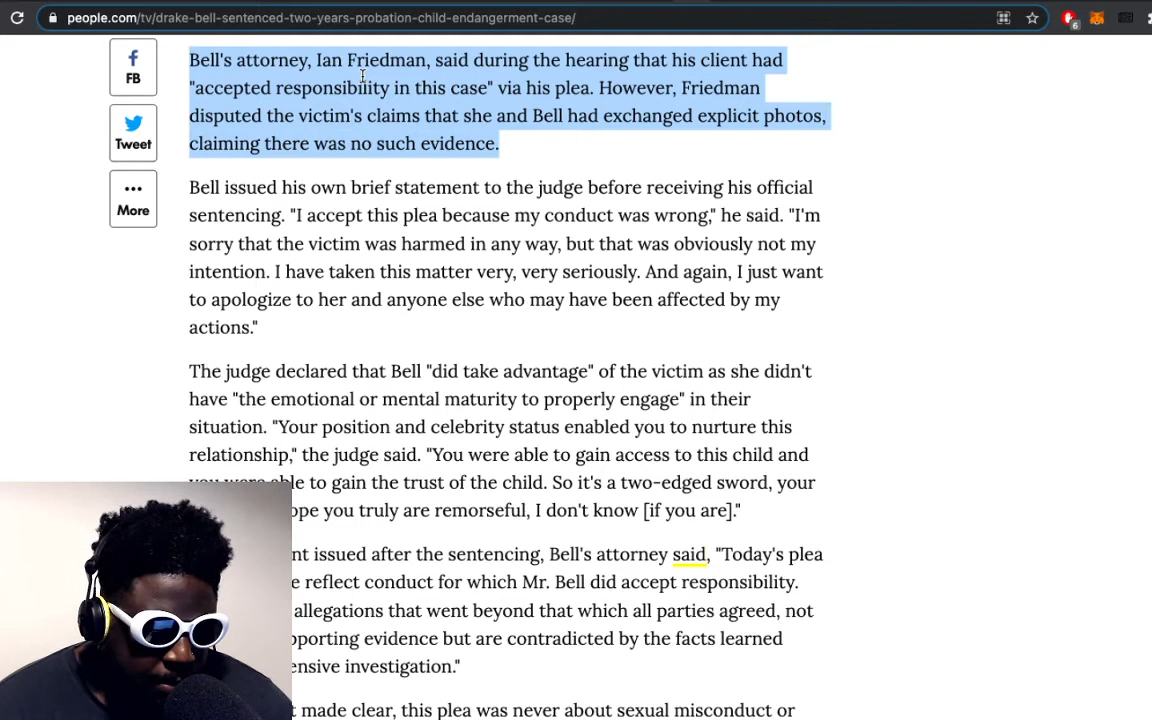 people.com/tv/drake-bell-sentenced-two-years-probation-child-endangerment-case/
6
FB
Tweet
More
Bell's attorney, Ian Friedman, said during the hearing that his client had
"accepted responsibility in this case" via his plea. However, Friedman
disputed the victim's claims that she and Bell had exchanged explicit photos,
claiming there was no such evidence.
Bell issued his own brief statement to the judge before receiving his official
sentencing. "I accept this plea because my conduct was wrong," he said. "I'm
sorry that the victim was harmed in any way, but that was obviously not my
intention. I have taken this matter very, very seriously. And again, I just want
to apologize to her and anyone else who may have been affected by my
actions."
The judge declared that Bell "did take advantage" of the victim as she didn't
have "the emotional or mental maturity to properly engage" in their
situation. "Your position and celebrity status enabled you to nurture this
relationship," the judge said. "You were able to gain access to this child and
you were able to gain the trust of the child. So it's a two-edged sword, your
you truly are remorseful, I don't know [if you are]."
issued after the sentencing, Bell's attorney said, "Today's plea
reflect conduct for which Mr. Bell did accept responsibility.
allegations that went beyond that which all parties agreed, not
evidence but are contradicted by the facts learned
investigation."
made clear, this plea was never about sexual misconduct or